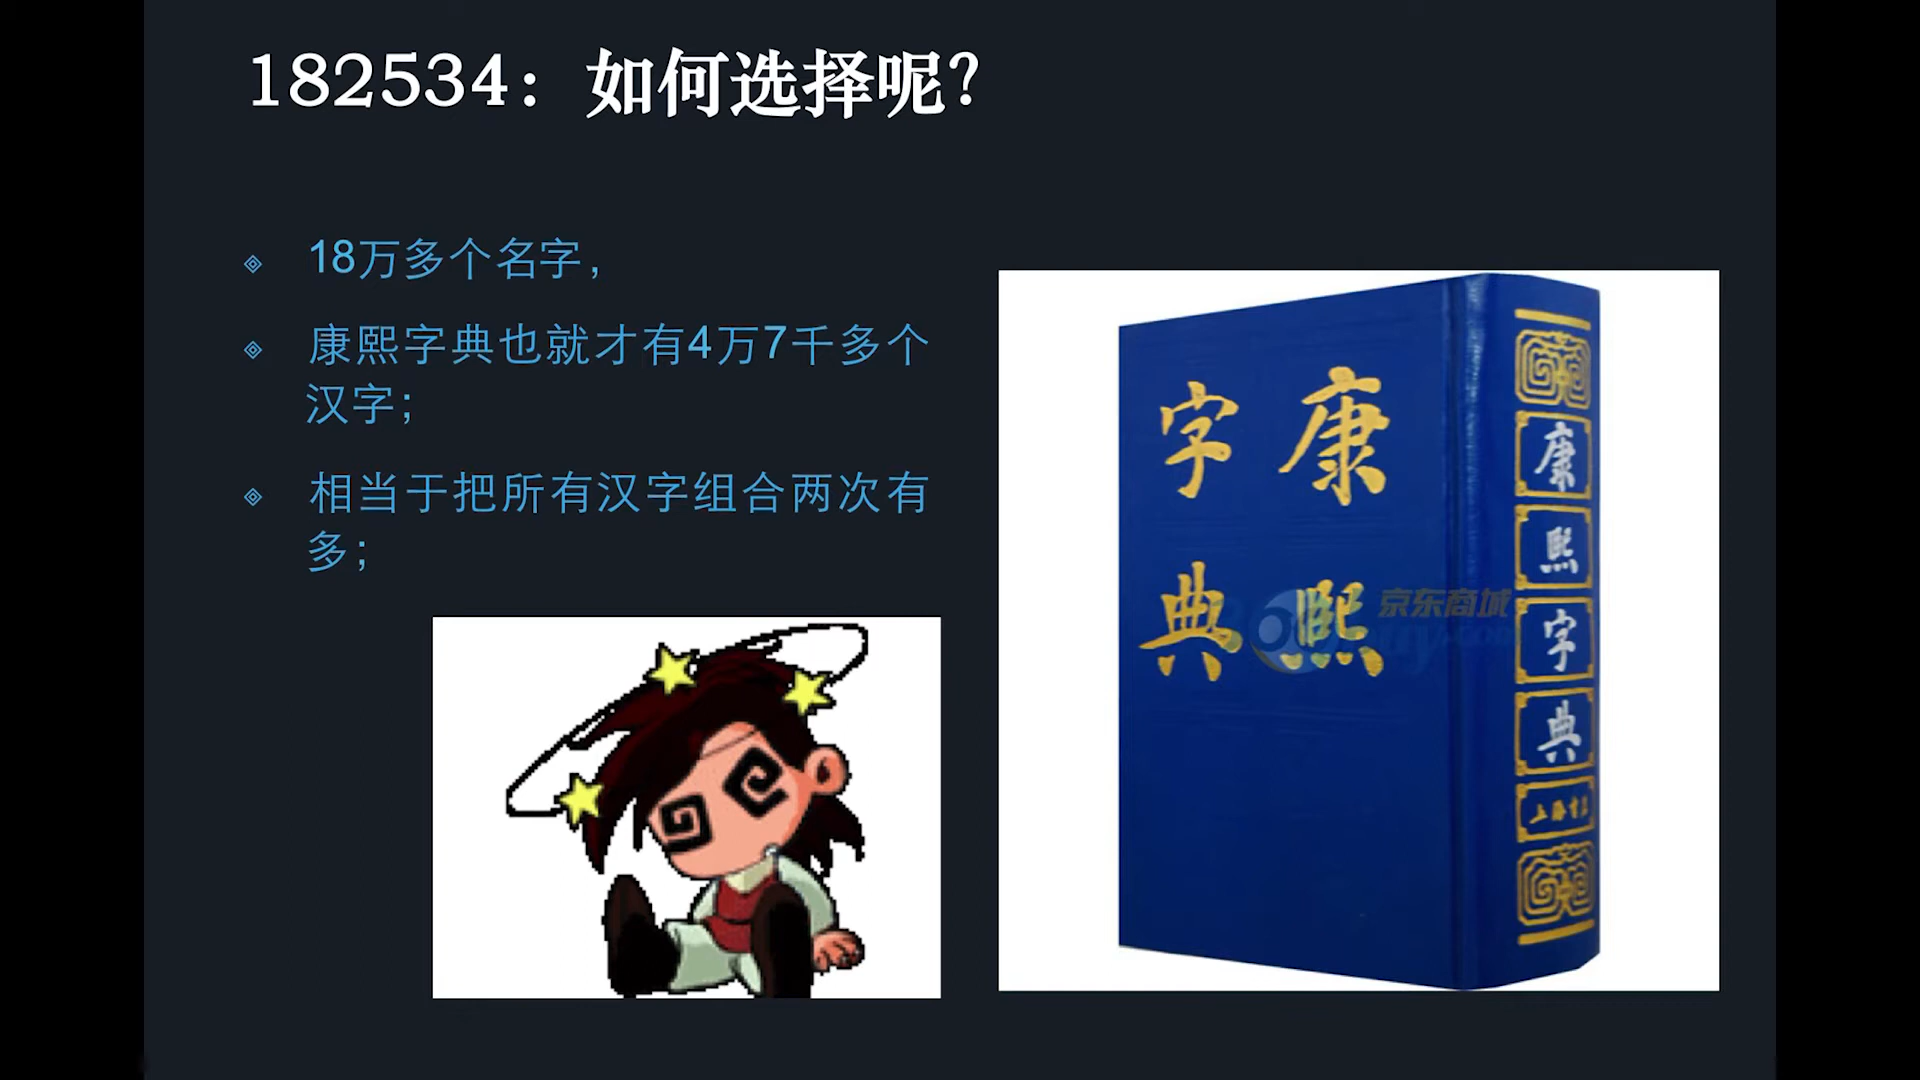 182534：如何选择呢？
18万多个名字，
康熙字典也就才有4万7千多个
汉字；
相当于把所有汉字组合两次有
多；
康熙
字典
京东商城
康
熙
字
典